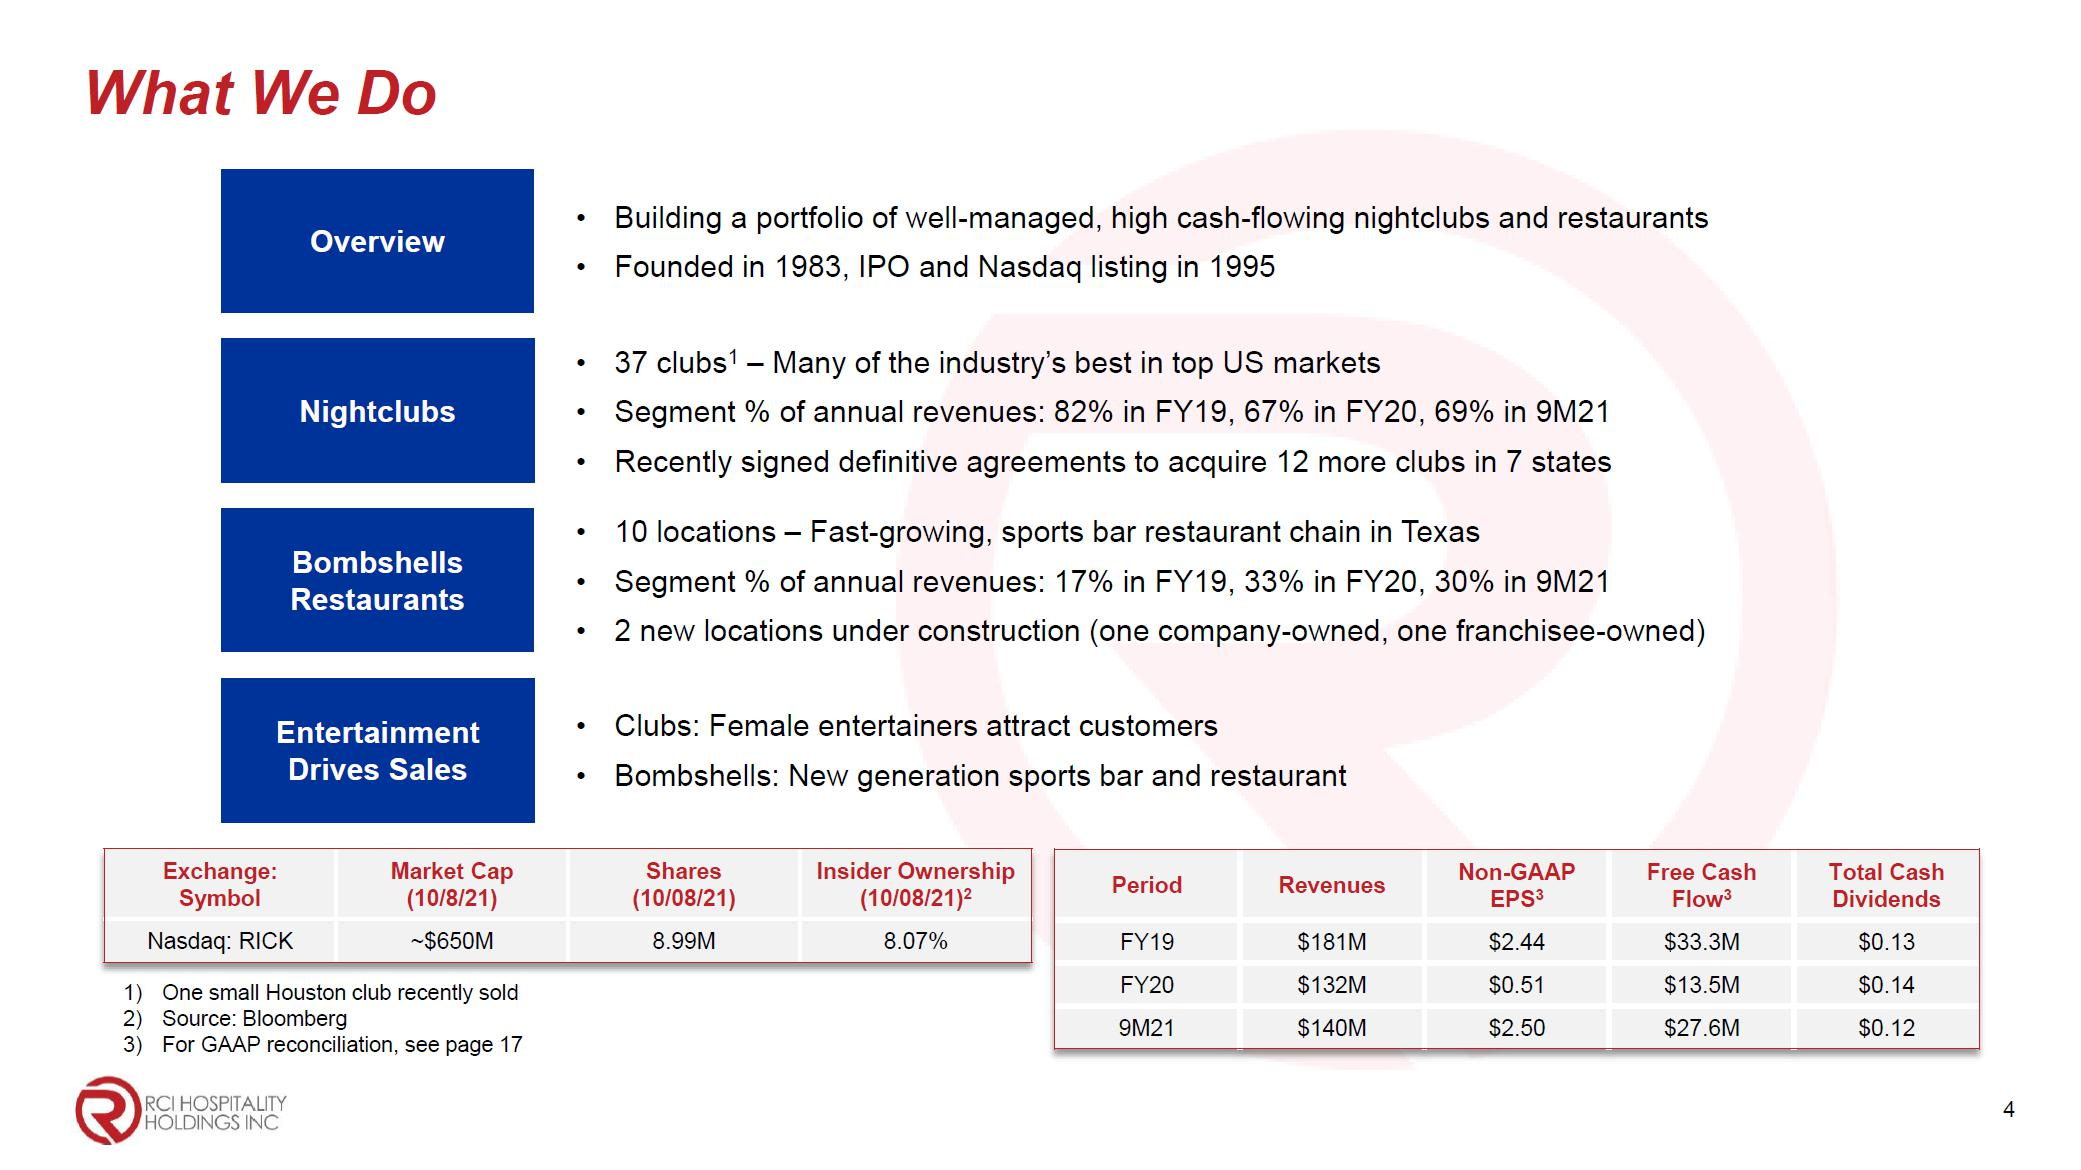 What We Do
Overview
• Building a portfolio of well-managed, high cash-flowing nightclubs and restaurants
• Founded in 1983, IPO and Nasdaq listing in 1995
Nightclubs
• 37 clubs¹ – Many of the industry’s best in top US markets
• Segment % of annual revenues: 82% in FY19, 67% in FY20, 69% in 9M21
• Recently signed definitive agreements to acquire 12 more clubs in 7 states
Bombshells
Restaurants
• 10 locations – Fast-growing, sports bar restaurant chain in Texas
• Segment % of annual revenues: 17% in FY19, 33% in FY20, 30% in 9M21
• 2 new locations under construction (one company-owned, one franchisee-owned)
Entertainment
Drives Sales
• Clubs: Female entertainers attract customers
• Bombshells: New generation sports bar and restaurant
Exchange: Symbol | Market Cap (10/8/21) | Shares (10/08/21) | Insider Ownership (10/08/21)²
Nasdaq: RICK | ~$650M | 8.99M | 8.07%
1) One small Houston club recently sold
2) Source: Bloomberg
3) For GAAP reconciliation, see page 17
Period | Revenues | Non-GAAP EPS³ | Free Cash Flow³ | Total Cash Dividends
FY19 | $181M | $2.44 | $33.3M | $0.13
FY20 | $132M | $0.51 | $13.5M | $0.14
9M21 | $140M | $2.50 | $27.6M | $0.12
RCI HOSPITALITY
HOLDINGS INC
4